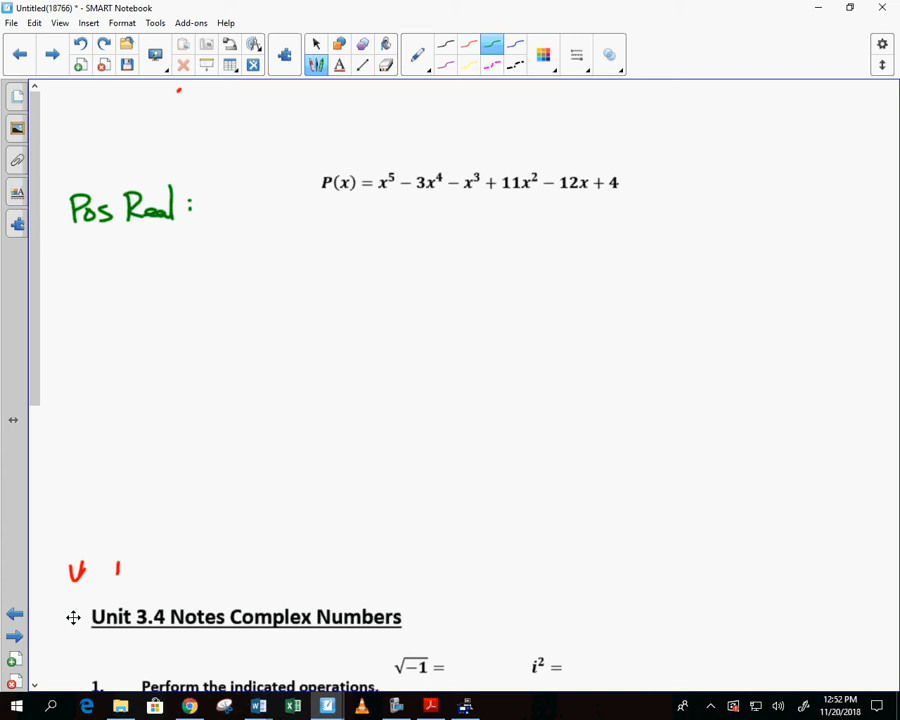 Untitled(18766) * - SMART Notebook
File Edit View Insert Format Tools Add-ons Help
P(x) = x⁵ − 3x⁴ − x³ + 11x² − 12x + 4
Pos Real :
Unit 3.4 Notes Complex Numbers
√−1 = i² =
1. Perform the indicated operations.
12:52 PM
11/20/2018